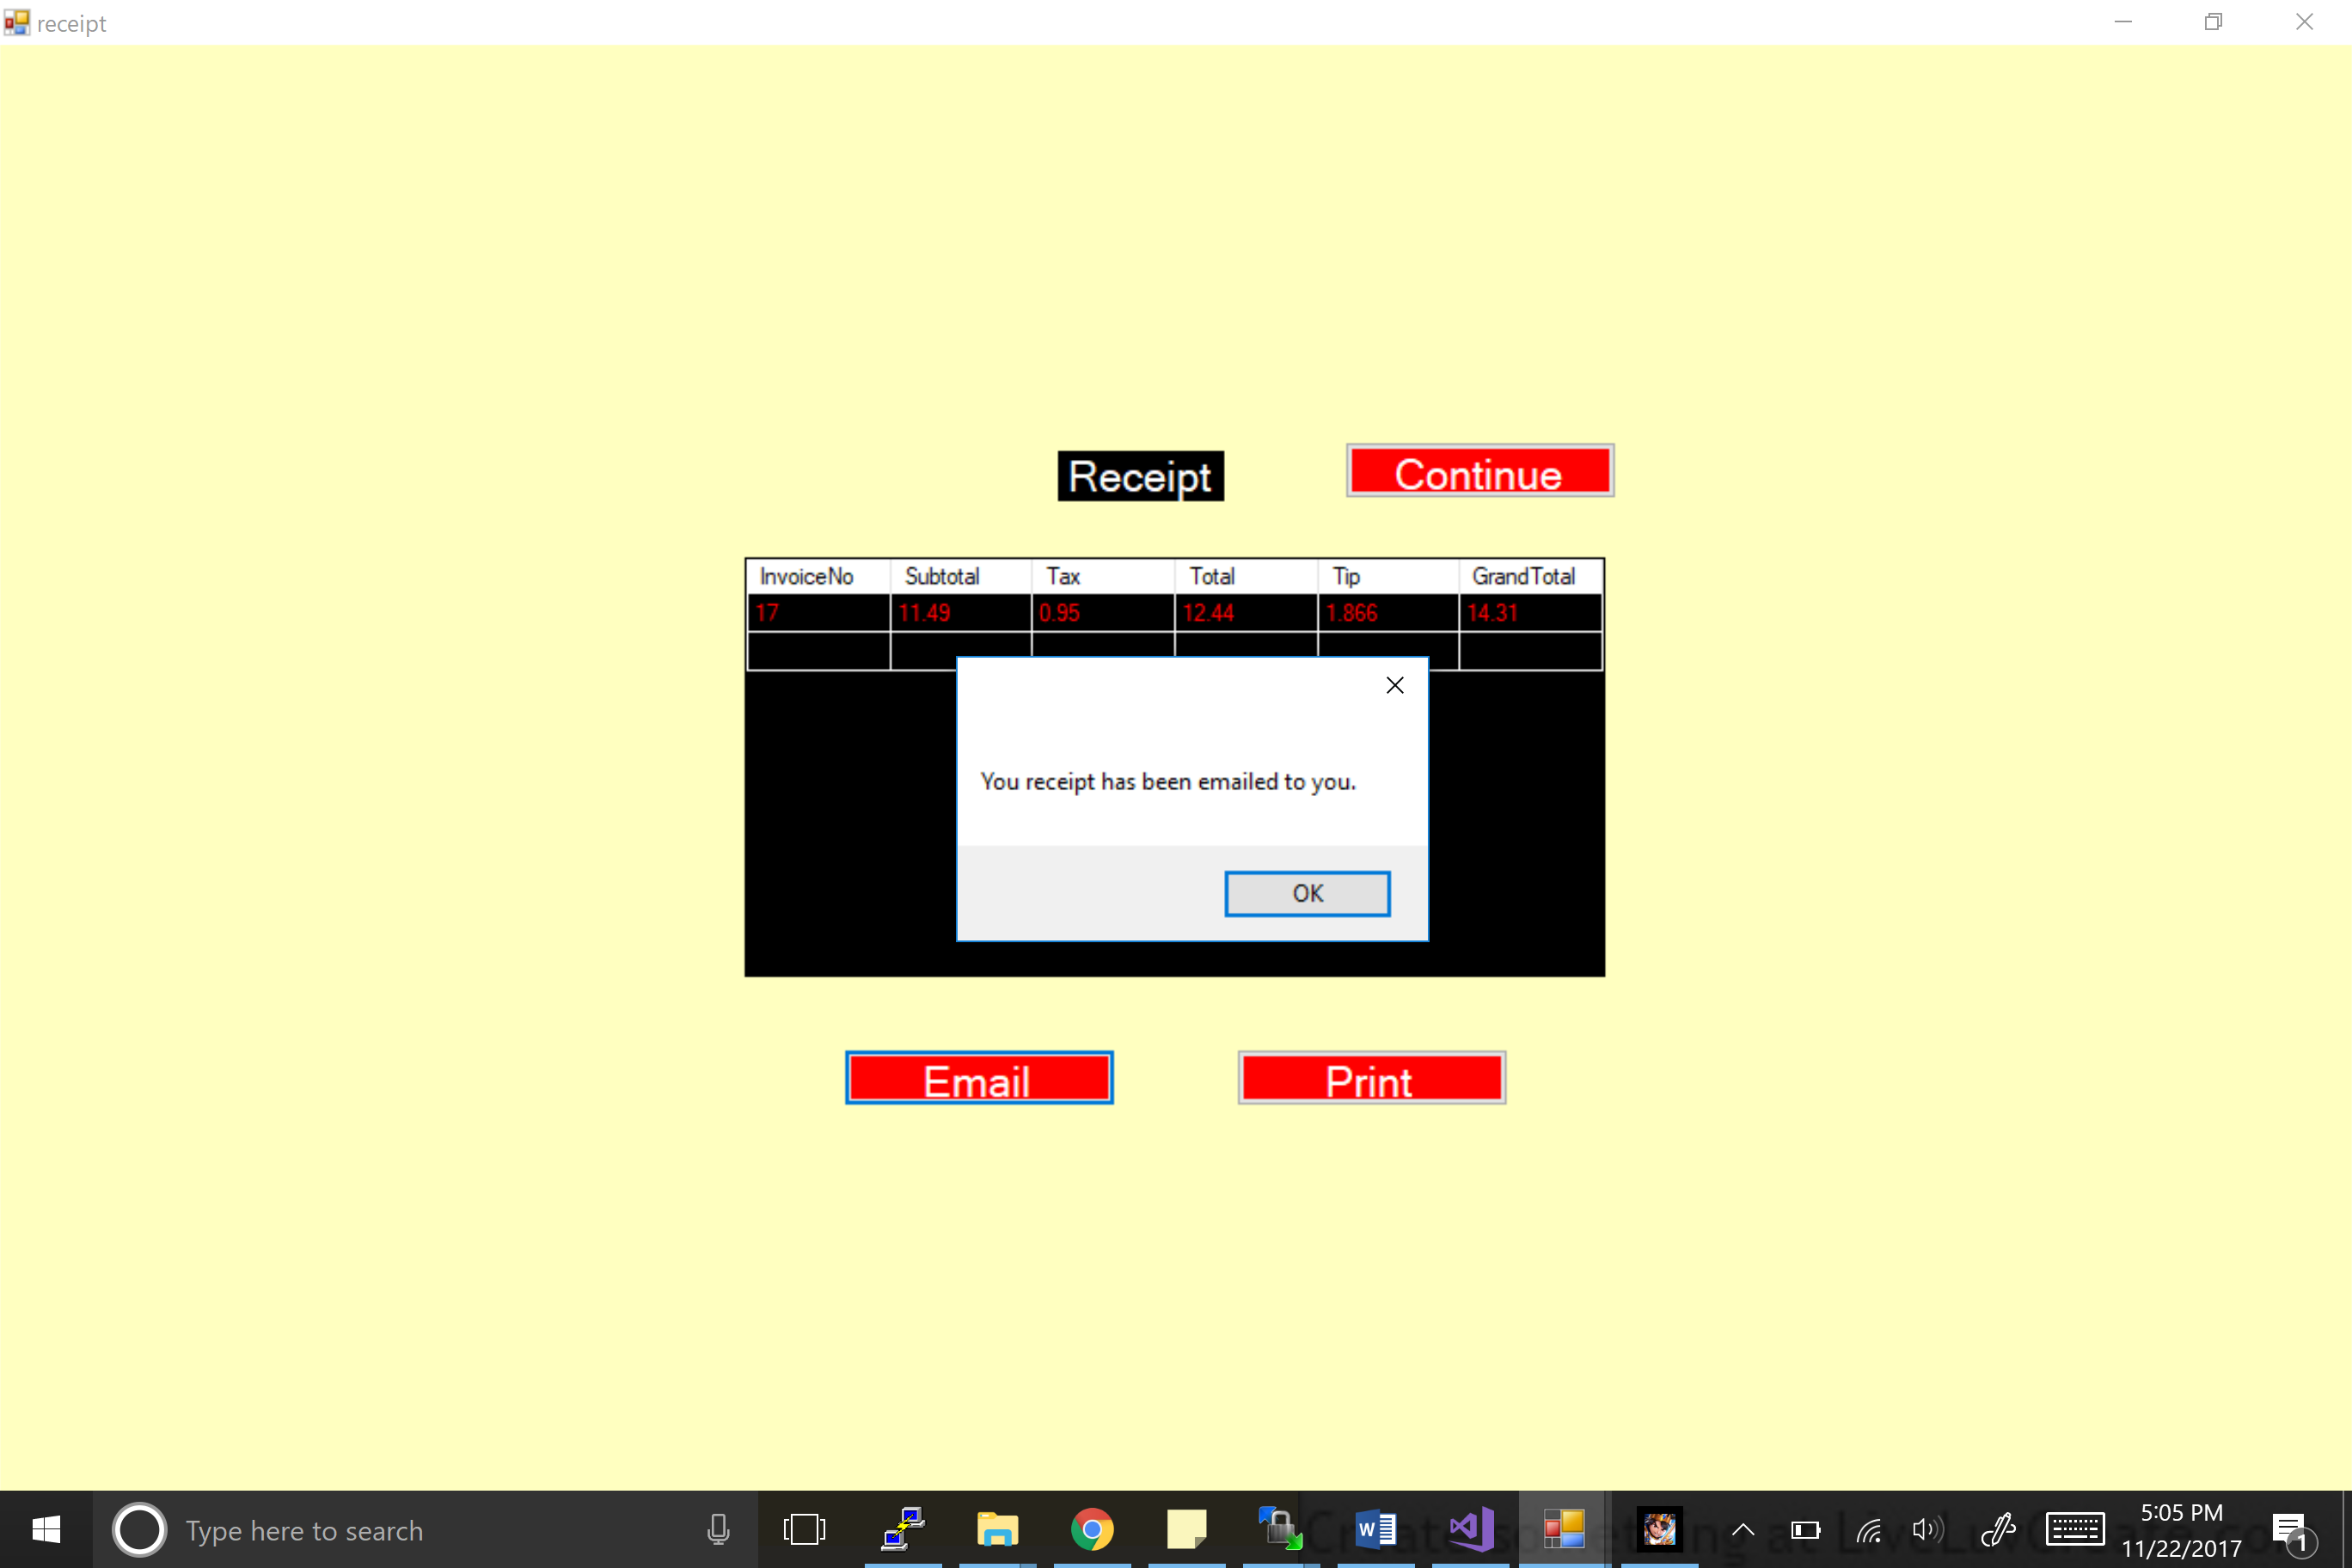 receipt
Receipt
Continue
InvoiceNo Subtotal Tax Total Tip GrandTotal
17 11.49 0.95 12.44 1.866 14.31
You receipt has been emailed to you.
OK
Email Print
Type here to search
at
5:05 PM
11/22/2017
1